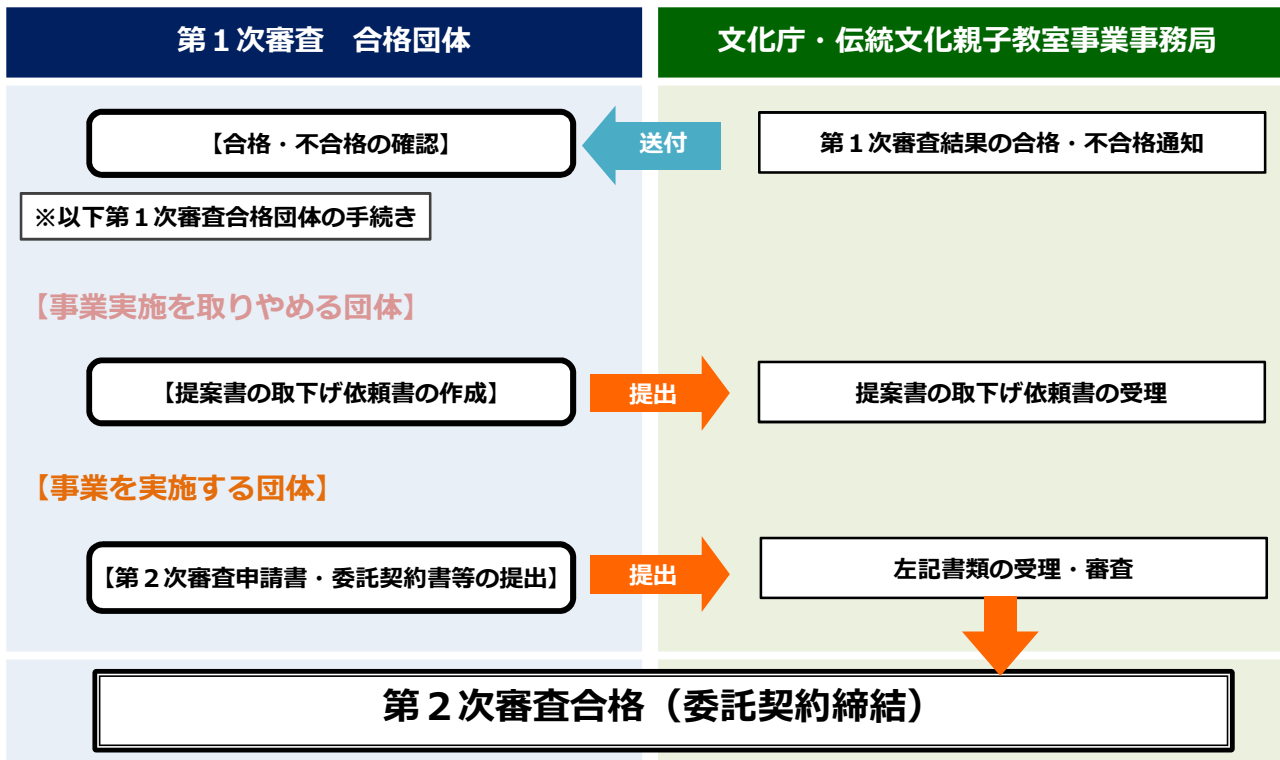 第１次審査　合格団体
文化庁・伝統文化親子教室事業事務局
【合格・不合格の確認】
送付
第１次審査結果の合格・不合格通知
※以下第１次審査合格団体の手続き
【事業実施を取りやめる団体】
【提案書の取下げ依頼書の作成】
提出
提案書の取下げ依頼書の受理
【事業を実施する団体】
【第２次審査申請書・委託契約書等の提出】
提出
左記書類の受理・審査
第２次審査合格（委託契約締結）